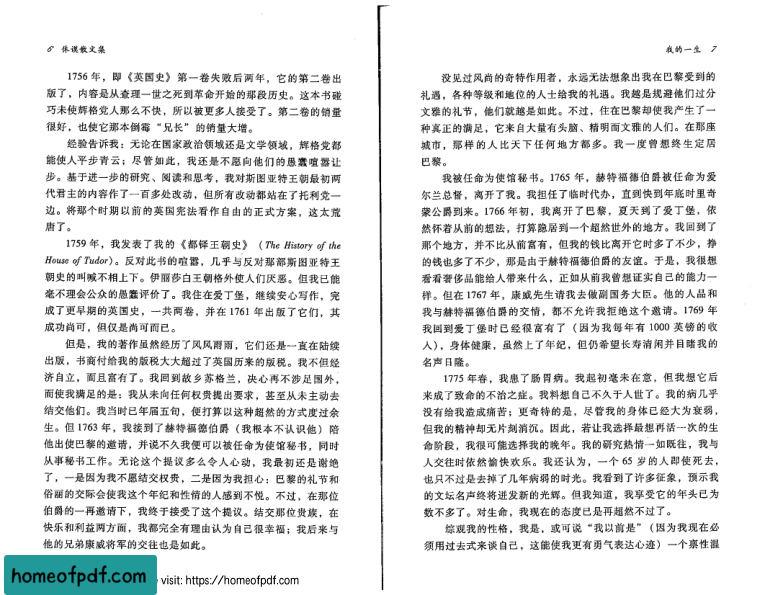 6 休谟散文集
1756 年，即《英国史》第一卷失败后两年，它的第二卷出
版了，内容是从查理一世之死到革命开始的那段历史。这本书碰
巧未使辉格党人那么不快，所以被更多人接受了。第二卷的销量
很好，也使它那本倒霉“兄长”的销量大增。
经验告诉我：无论在国家政治领域还是文学领域，辉格党都
能使人平步青云；尽管如此，我还是不愿向他们的愚蠢喧嚣让
步。基于进一步的研究、阅读和思考，我对斯图亚特王朝最初两
代君主的内容作了一百多处改动，但所有改动都站在了托利党一
边。将那个时期以前的英国宪法看作自由的正式方案，这太荒
唐了。
1759 年，我发表了我的《都铎王朝史》（The History of the
House of Tudor）。反对此书的喧嚣，几乎与反对那部斯图亚特王
朝史的叫喊不相上下。伊丽莎白王朝格外使人们厌恶。但我已能
毫不理会公众的愚蠢评价了。我住在爱丁堡，继续安心写作，完
成了更早期的英国史，一共两卷，并在 1761 年出版了它们，其
成功尚可，但仅是尚可而已。
但是，我的著作虽然经历了风风雨雨，它们还是一直在陆续
出版，书商付给我的版税大大超过了英国历来的版税。我不但经
济自立，而且富有了。我回到故乡苏格兰，决心再不涉足国外，
而使我满足的是：我从未向任何权贵提出要求，甚至从未主动去
结交他们。我当时已年届五旬，便打算以这种超然的方式度过余
生。但 1763 年，我接到了赫特福德伯爵（我根本不认识他）陪
他出使巴黎的邀请，并说不久我便可以被任命为使馆秘书，同时
从事秘书工作。无论这个提议多么令人心动，我最初还是谢绝
了，一是因为我不愿结交权贵，二是因为我担心：巴黎的礼节和
俗丽的交际会使我这个年纪和性情的人感到不悦。不过，在那位
伯爵的一再邀请下，我终于接受了这个提议。结交那位贵族，在
快乐和利益两方面，我都完全有理由认为自己很幸福；我后来与
他的兄弟康威将军的交往也是如此。
我的一生 7
没见过风尚的奇特作用者，永远无法想象出我在巴黎受到的
礼遇，各种等级和地位的人士给我的礼遇。我越是规避他们过分
文雅的礼节，他们就越是如此。不过，住在巴黎却使我产生了一
种真正的满足，它来自大量有头脑、精明而文雅的人们。在那座
城市，那样的人比天下任何地方都多。我一度曾想终生定居
巴黎。
我被任命为使馆秘书。1765 年，赫特福德伯爵被任命为爱
尔兰总督，离开了我。我担任了临时代办，直到快到年底时里奇
蒙公爵到来。1766 年初，我离开了巴黎，夏天到了爱丁堡，依
然怀着从前的想法，打算隐居到一个超然世外的地方。我回到了
那个地方，并不比从前富有，但我的钱比离开它时多了不少，挣
的钱也多了不少，那是由于赫特福德伯爵的友谊。于是，我很想
看看奢侈品能给人带来什么，正如从前我曾想证实自己的能力一
样。但在 1767 年，康威先生请我去做副国务大臣。他的人品和
我与赫特福德伯爵的交情，都不允许我拒绝这个邀请。1769 年
我回到爱丁堡时已经很富有了（因为我每年有 1000 英镑的收
入），身体健康，虽然上了年纪，但仍希望长寿清闲并目睹我的
名声日隆。
1775 年春，我患了肠胃病。我起初毫未在意，但我想它后
来成了致命的不治之症。我料想自己不久于人世了。我的病几乎
没有给我造成痛苦；更奇特的是，尽管我的身体已经大为衰弱，
但我的精神却无片刻消沉。因此，若让我选择最想再活一次的生
命阶段，我很可能选择我的晚年。我的研究热情一如既往，我与
人交往时依然愉快欢乐。我还认为，一个 65 岁的人即使死去，
也只不过是去掉了几年病弱的时光。我看到了许多征象，预示我
的文坛名声终将迸发新的光辉。但我知道，我享受它的年头已为
数不多了。对生命，我现在的态度已是再超然不过了。
综观我的性格，我是，或可说“我以前是”（因为我现在必
须用过去式来谈自己，这能使我更有勇气表达心迹）一个禀性温
homeofpdf.com
visit: https://homeofpdf.com